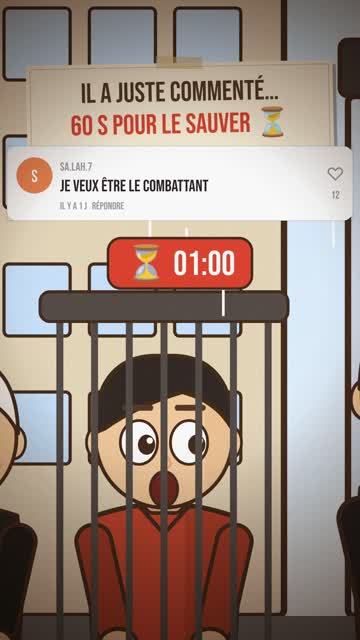 IL A JUSTE COMMENTÉ...
60 S POUR LE SAUVER ⏳
S
SA.LAH.7
JE VEUX ÊTRE LE COMBATTANT
IL Y A 1 J RÉPONDRE
12
⏳ 01:00